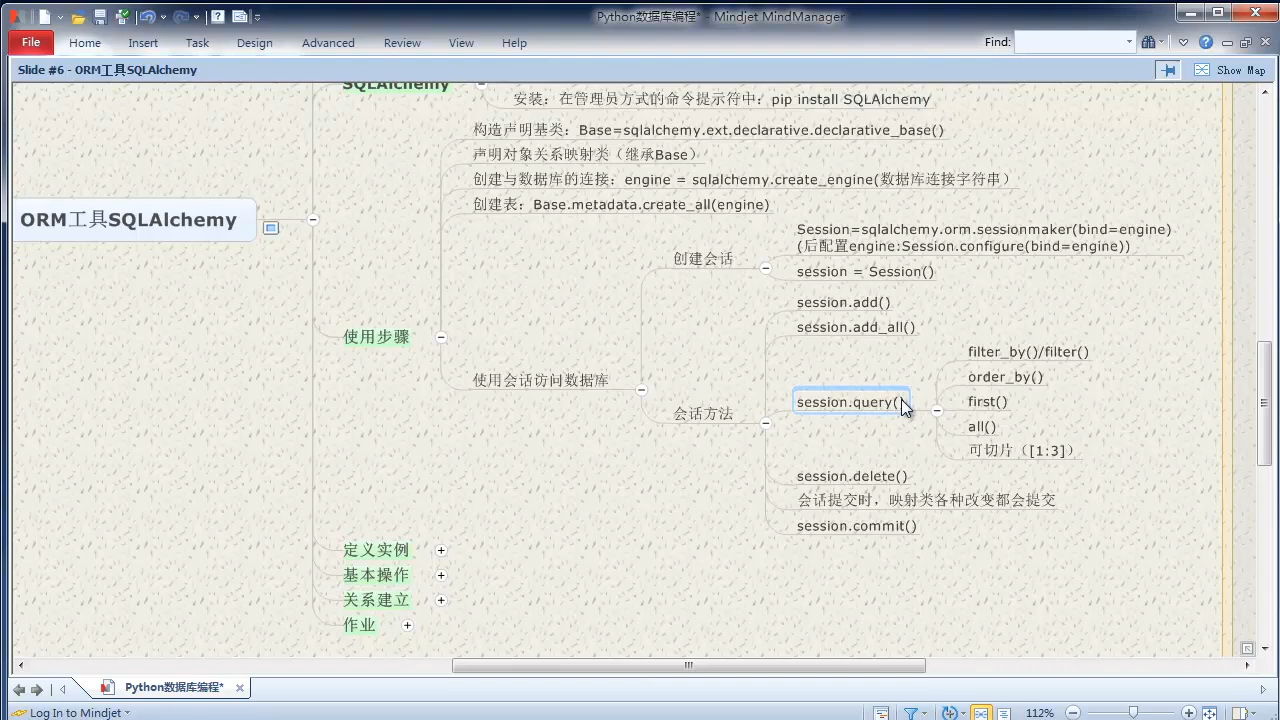 Python数据库编程* - Mindjet MindManager
File Home Insert Task Design Advanced Review View Help Find:
Slide #6 - ORM工具SQLAlchemy Show Map
SQLAlchemy
安装：在管理员方式的命令提示符中：pip install SQLAlchemy
构造声明基类：Base=sqlalchemy.ext.declarative.declarative_base()
声明对象关系映射类（继承Base）
创建与数据库的连接：engine = sqlalchemy.create_engine(数据库连接字符串）
创建表：Base.metadata.create_all(engine)
ORM工具SQLAlchemy
Session=sqlalchemy.orm.sessionmaker(bind=engine)
(后配置engine:Session.configure(bind=engine))
创建会话
session = Session()
session.add()
session.add_all()
使用步骤
filter_by()/filter()
order_by()
使用会话访问数据库
session.query()
first()
会话方法
all()
可切片（[1:3]）
session.delete()
会话提交时，映射类各种改变都会提交
session.commit()
定义实例
基本操作
关系建立
作业
Python数据库编程*
Log In to Mindjet 112%